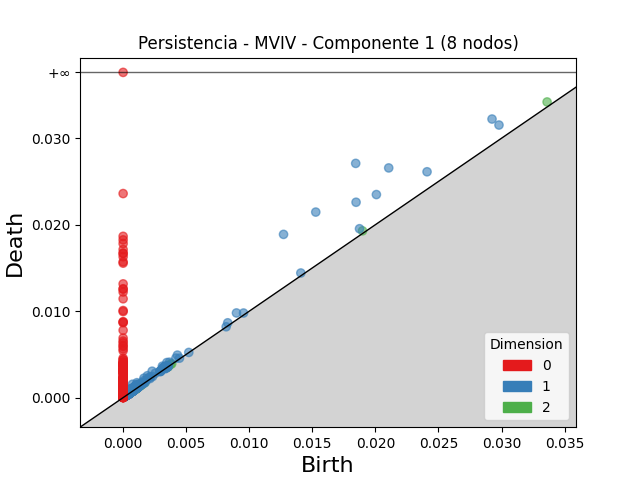 Persistencia - MVIV - Componente 1 (8 nodos)
+∞
0.030
0.020
0.010
0.000
Death
Dimension
0
1
2
0.000 0.005 0.010 0.015 0.020 0.025 0.030 0.035
Birth